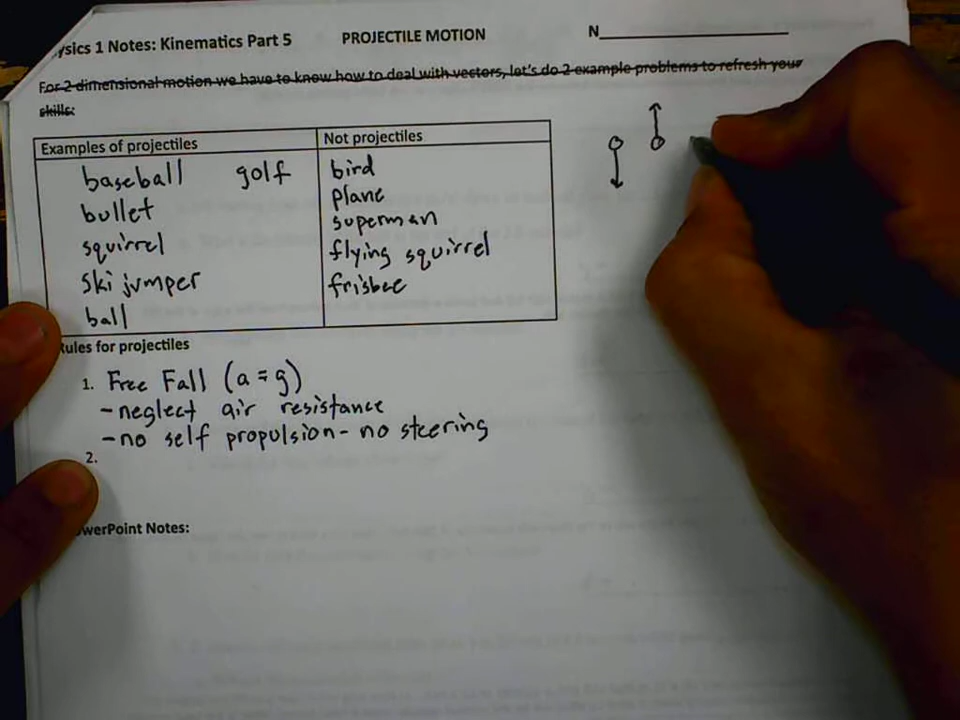 ysics 1 Notes: Kinematics Part 5 PROJECTILE MOTION N
For 2 dimensional motion we have to know how to deal with vectors, let's do 2 example problems to refresh your
skills:
Examples of projectiles Not projectiles
baseball golf bird
bullet plane
squirrel superman
ski jumper flying squirrel
ball frisbee
Rules for projectiles
1. Free Fall (a = g)
- neglect air resistance
- no self propulsion - no steering
2.
owerPoint Notes: